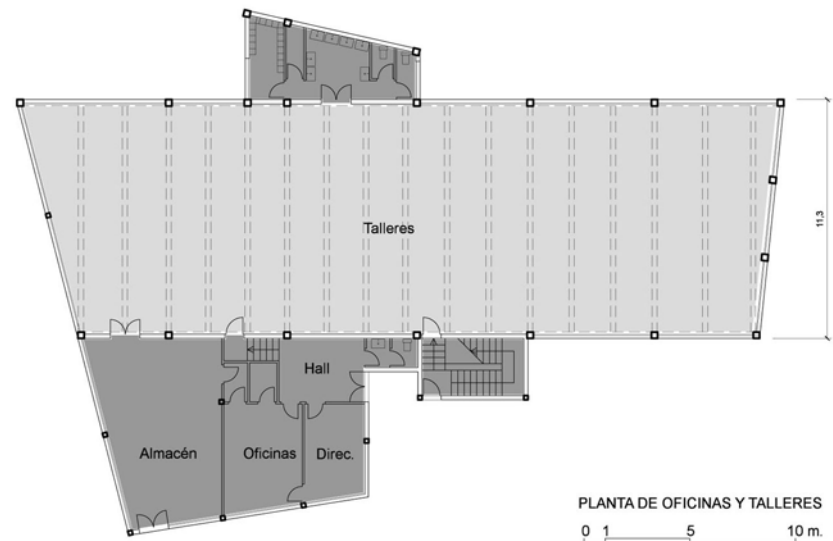 Talleres
11,3
Hall
Almacén
Oficinas
Direc.
PLANTA DE OFICINAS Y TALLERES
0 1 5 10 m.